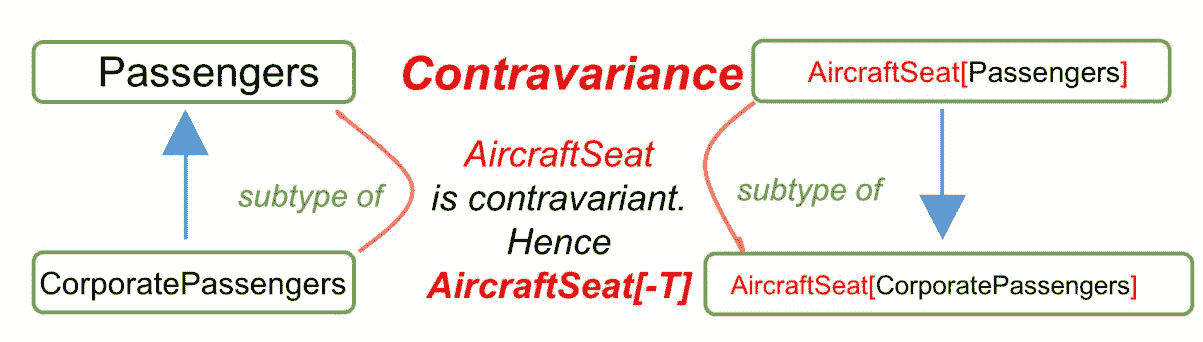 Passengers
subtype of
CorporatePassengers
Contravariance
AircraftSeat
is contravariant.
Hence
AircraftSeat[-T]
AircraftSeat[Passengers]
subtype of
AircraftSeat[CorporatePassengers]